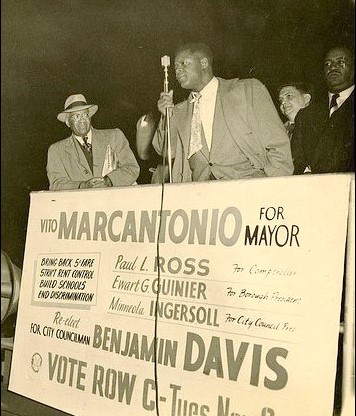 VITO MARCANTONIO FOR MAYOR
BRING BACK 5¢ FARE
STRICT RENT CONTROL
BUILD SCHOOLS
END DISCRIMINATION
Paul L. ROSS For Comptroller
Ewart G. GUINIER For Borough President
Minneola INGERSOLL For City Council Pres
Re-elect
FOR CITY COUNCILMAN
BENJAMIN DAVIS
VOTE ROW C-Tues Nov